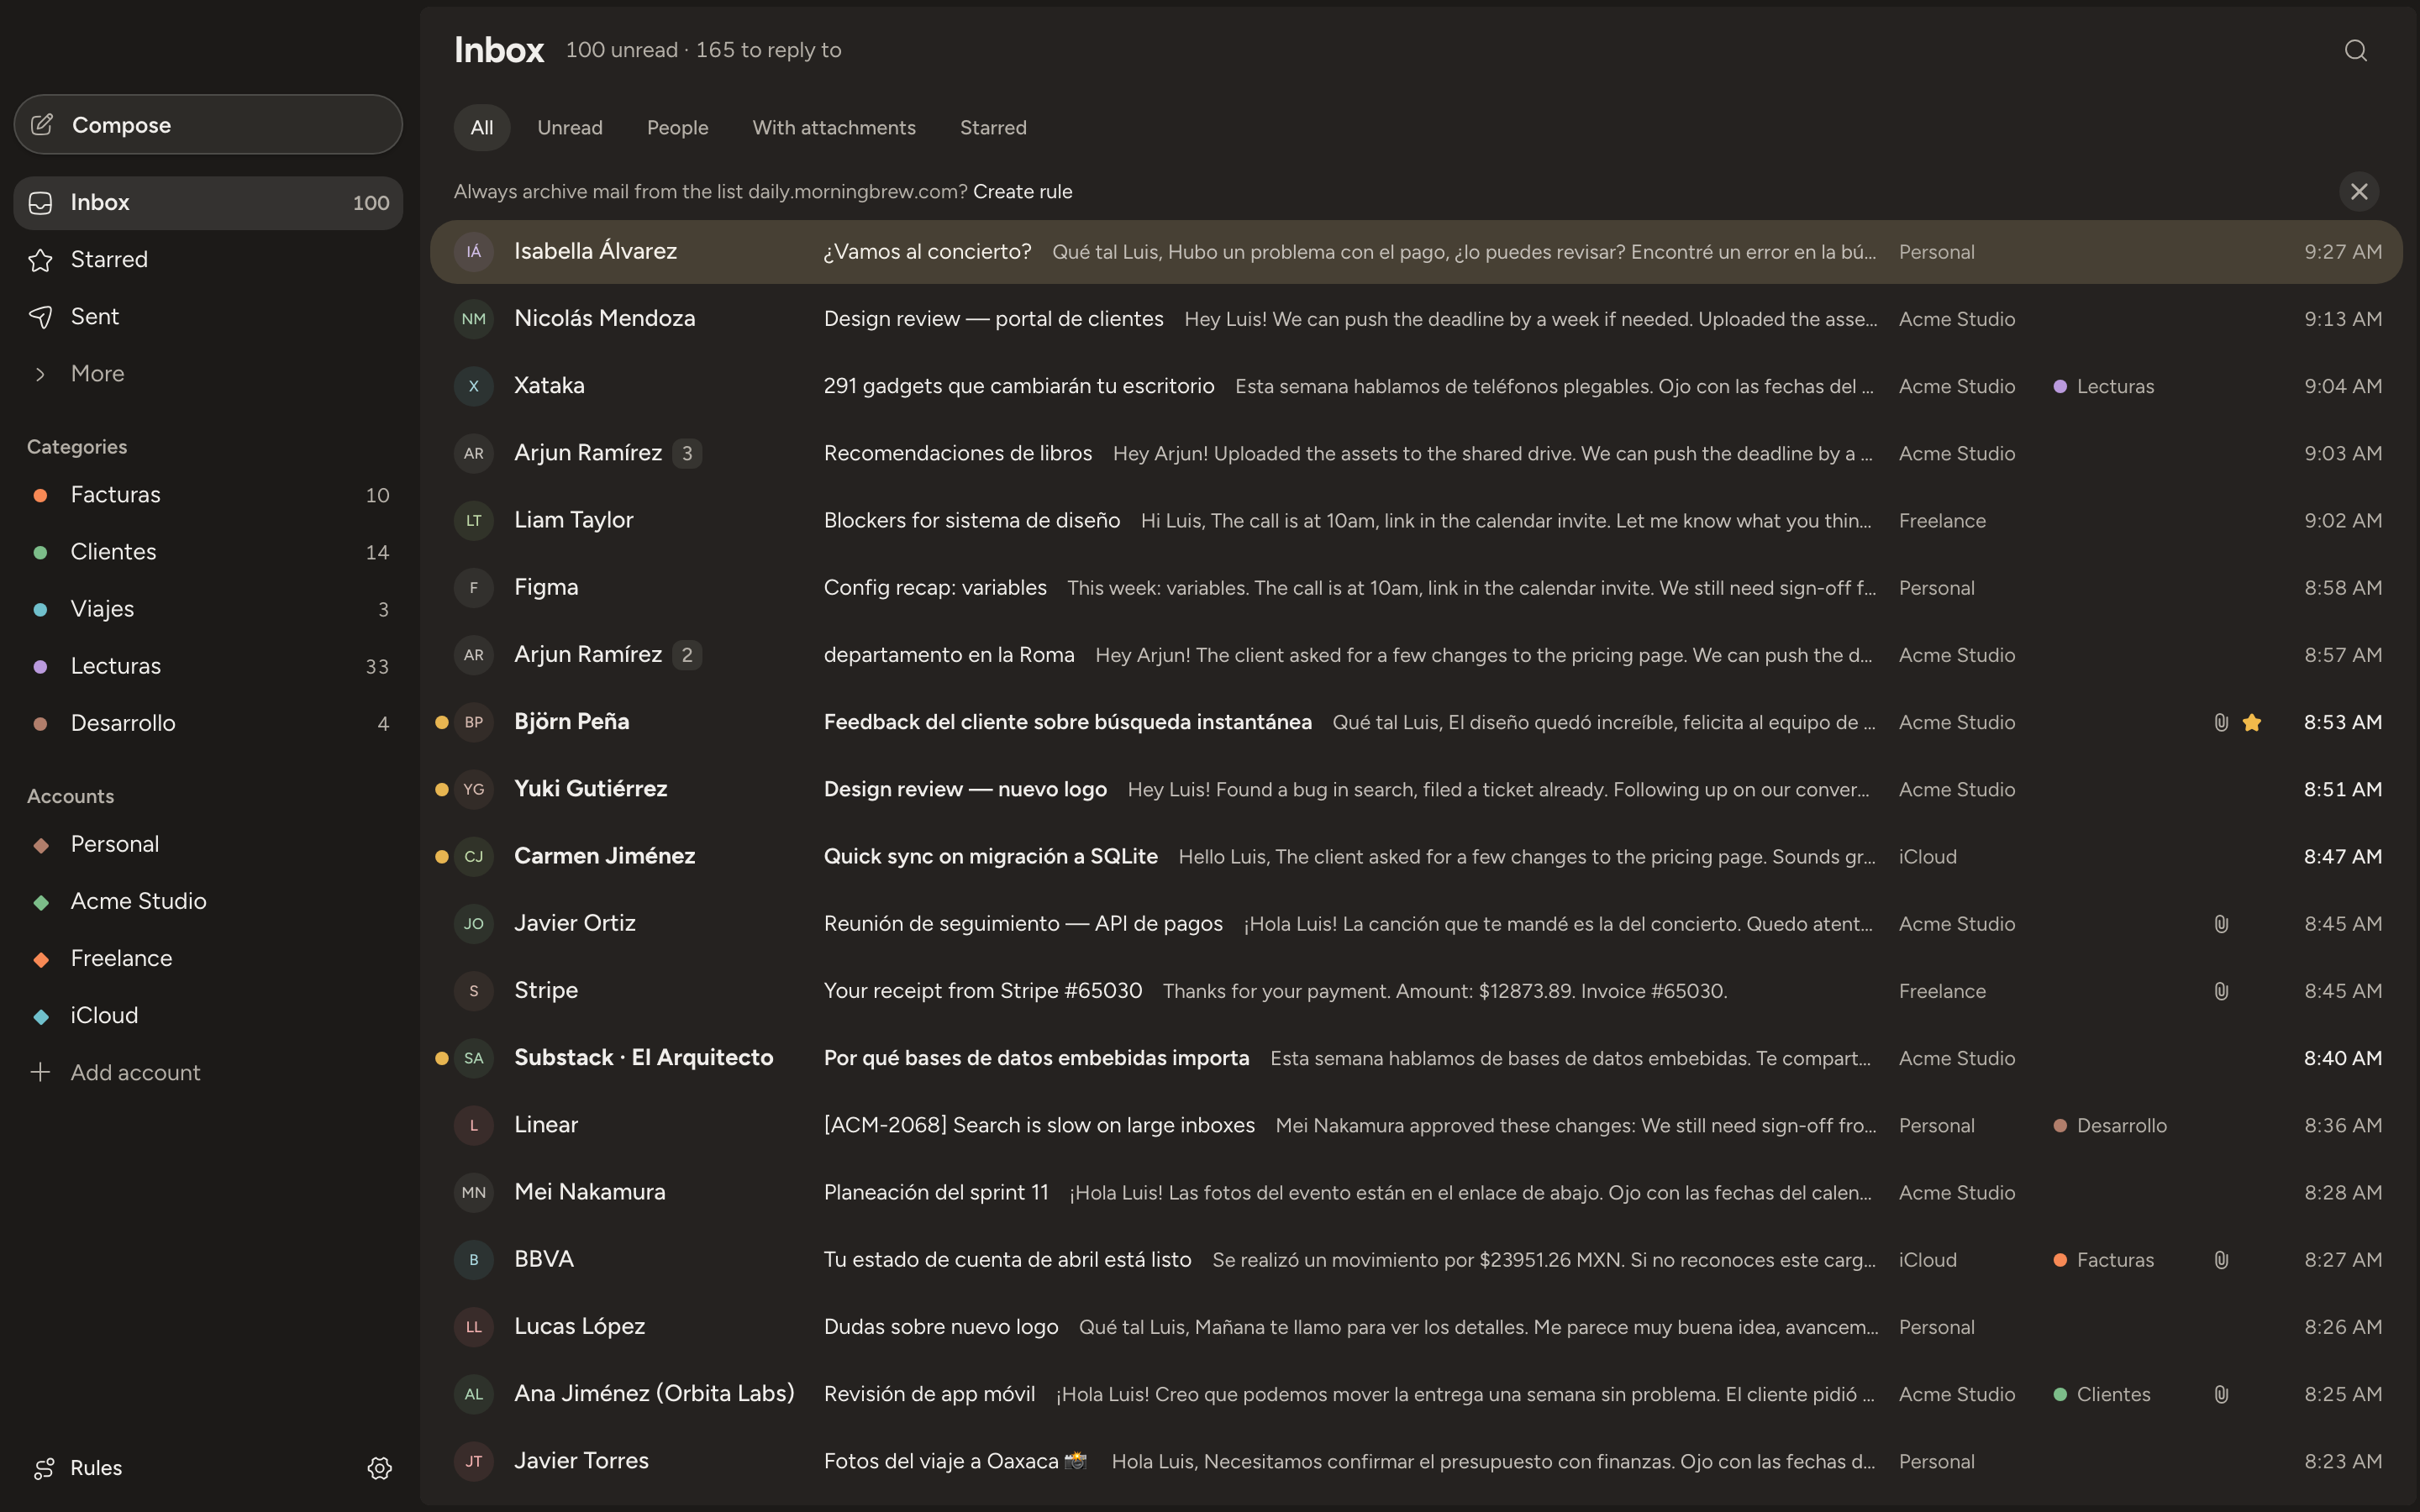 Inbox 100 unread · 165 to reply to
Compose
All Unread People With attachments Starred
Inbox 100
Starred
Sent
More
Categories
Facturas 10
Clientes 14
Viajes 3
Lecturas 33
Desarrollo 4
Accounts
Personal
Acme Studio
Freelance
iCloud
Add account
Rules
Always archive mail from the list daily.morningbrew.com? Create rule
IÁ Isabella Álvarez ¿Vamos al concierto? Qué tal Luis, Hubo un problema con el pago, ¿lo puedes revisar? Encontré un error en la bú... Personal 9:27 AM
NM Nicolás Mendoza Design review — portal de clientes Hey Luis! We can push the deadline by a week if needed. Uploaded the asse... Acme Studio 9:13 AM
X Xataka 291 gadgets que cambiarán tu escritorio Esta semana hablamos de teléfonos plegables. Ojo con las fechas del ... Acme Studio Lecturas 9:04 AM
AR Arjun Ramírez 3 Recomendaciones de libros Hey Arjun! Uploaded the assets to the shared drive. We can push the deadline by a ... Acme Studio 9:03 AM
LT Liam Taylor Blockers for sistema de diseño Hi Luis, The call is at 10am, link in the calendar invite. Let me know what you thin... Freelance 9:02 AM
F Figma Config recap: variables This week: variables. The call is at 10am, link in the calendar invite. We still need sign-off f... Personal 8:58 AM
AR Arjun Ramírez 2 departamento en la Roma Hey Arjun! The client asked for a few changes to the pricing page. We can push the d... Acme Studio 8:57 AM
BP Björn Peña Feedback del cliente sobre búsqueda instantánea Qué tal Luis, El diseño quedó increíble, felicita al equipo de ... Acme Studio 8:53 AM
YG Yuki Gutiérrez Design review — nuevo logo Hey Luis! Found a bug in search, filed a ticket already. Following up on our conver... Acme Studio 8:51 AM
CJ Carmen Jiménez Quick sync on migración a SQLite Hello Luis, The client asked for a few changes to the pricing page. Sounds gr... iCloud 8:47 AM
JO Javier Ortiz Reunión de seguimiento — API de pagos ¡Hola Luis! La canción que te mandé es la del concierto. Quedo atent... Acme Studio 8:45 AM
S Stripe Your receipt from Stripe #65030 Thanks for your payment. Amount: $12873.89. Invoice #65030. Freelance 8:45 AM
SA Substack · El Arquitecto Por qué bases de datos embebidas importa Esta semana hablamos de bases de datos embebidas. Te compart... Acme Studio 8:40 AM
L Linear [ACM-2068] Search is slow on large inboxes Mei Nakamura approved these changes: We still need sign-off fro... Personal Desarrollo 8:36 AM
MN Mei Nakamura Planeación del sprint 11 ¡Hola Luis! Las fotos del evento están en el enlace de abajo. Ojo con las fechas del calen... Acme Studio 8:28 AM
B BBVA Tu estado de cuenta de abril está listo Se realizó un movimiento por $23951.26 MXN. Si no reconoces este carg... iCloud Facturas 8:27 AM
LL Lucas López Dudas sobre nuevo logo Qué tal Luis, Mañana te llamo para ver los detalles. Me parece muy buena idea, avancem... Personal 8:26 AM
AL Ana Jiménez (Orbita Labs) Revisión de app móvil ¡Hola Luis! Creo que podemos mover la entrega una semana sin problema. El cliente pidió ... Acme Studio Clientes 8:25 AM
JT Javier Torres Fotos del viaje a Oaxaca 📸 Hola Luis, Necesitamos confirmar el presupuesto con finanzas. Ojo con las fechas d... Personal 8:23 AM